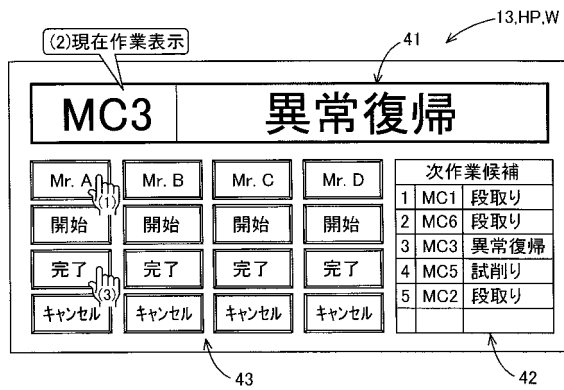 (2)現在作業表示
13,HP,W
41
MC3 異常復帰
Mr. A Mr. B Mr. C Mr. D
(1)
開始 開始 開始 開始
完了 完了 完了 完了
(3)
キャンセル キャンセル キャンセル キャンセル
次作業候補
1 MC1 段取り
2 MC6 段取り
3 MC3 異常復帰
4 MC5 試削り
5 MC2 段取り
43
42